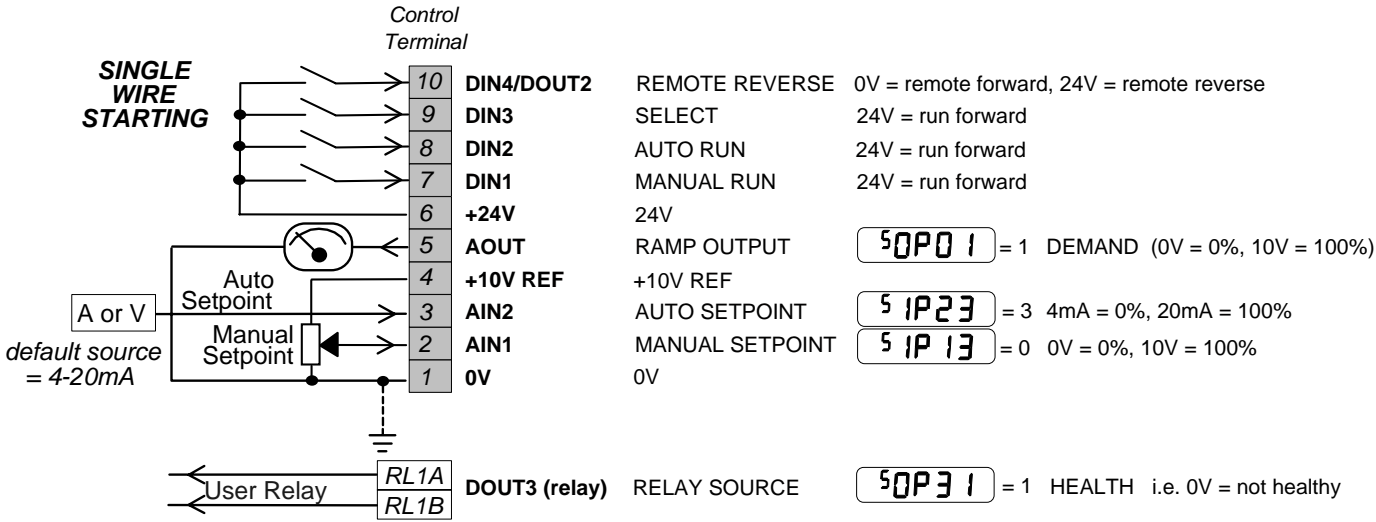 Control
Terminal
SINGLE
WIRE
STARTING
10 DIN4/DOUT2 REMOTE REVERSE 0V = remote forward, 24V = remote reverse
9 DIN3 SELECT 24V = run forward
8 DIN2 AUTO RUN 24V = run forward
7 DIN1 MANUAL RUN 24V = run forward
6 +24V 24V
5 AOUT RAMP OUTPUT SOP01 = 1 DEMAND (0V = 0%, 10V = 100%)
Auto
Setpoint
4 +10V REF +10V REF
A or V
3 AIN2 AUTO SETPOINT SIP23 = 3 4mA = 0%, 20mA = 100%
default source
= 4-20mA
Manual
Setpoint
2 AIN1 MANUAL SETPOINT SIP13 = 0 0V = 0%, 10V = 100%
1 0V 0V
RL1A
User Relay
RL1B
DOUT3 (relay) RELAY SOURCE SOP31 = 1 HEALTH i.e. 0V = not healthy